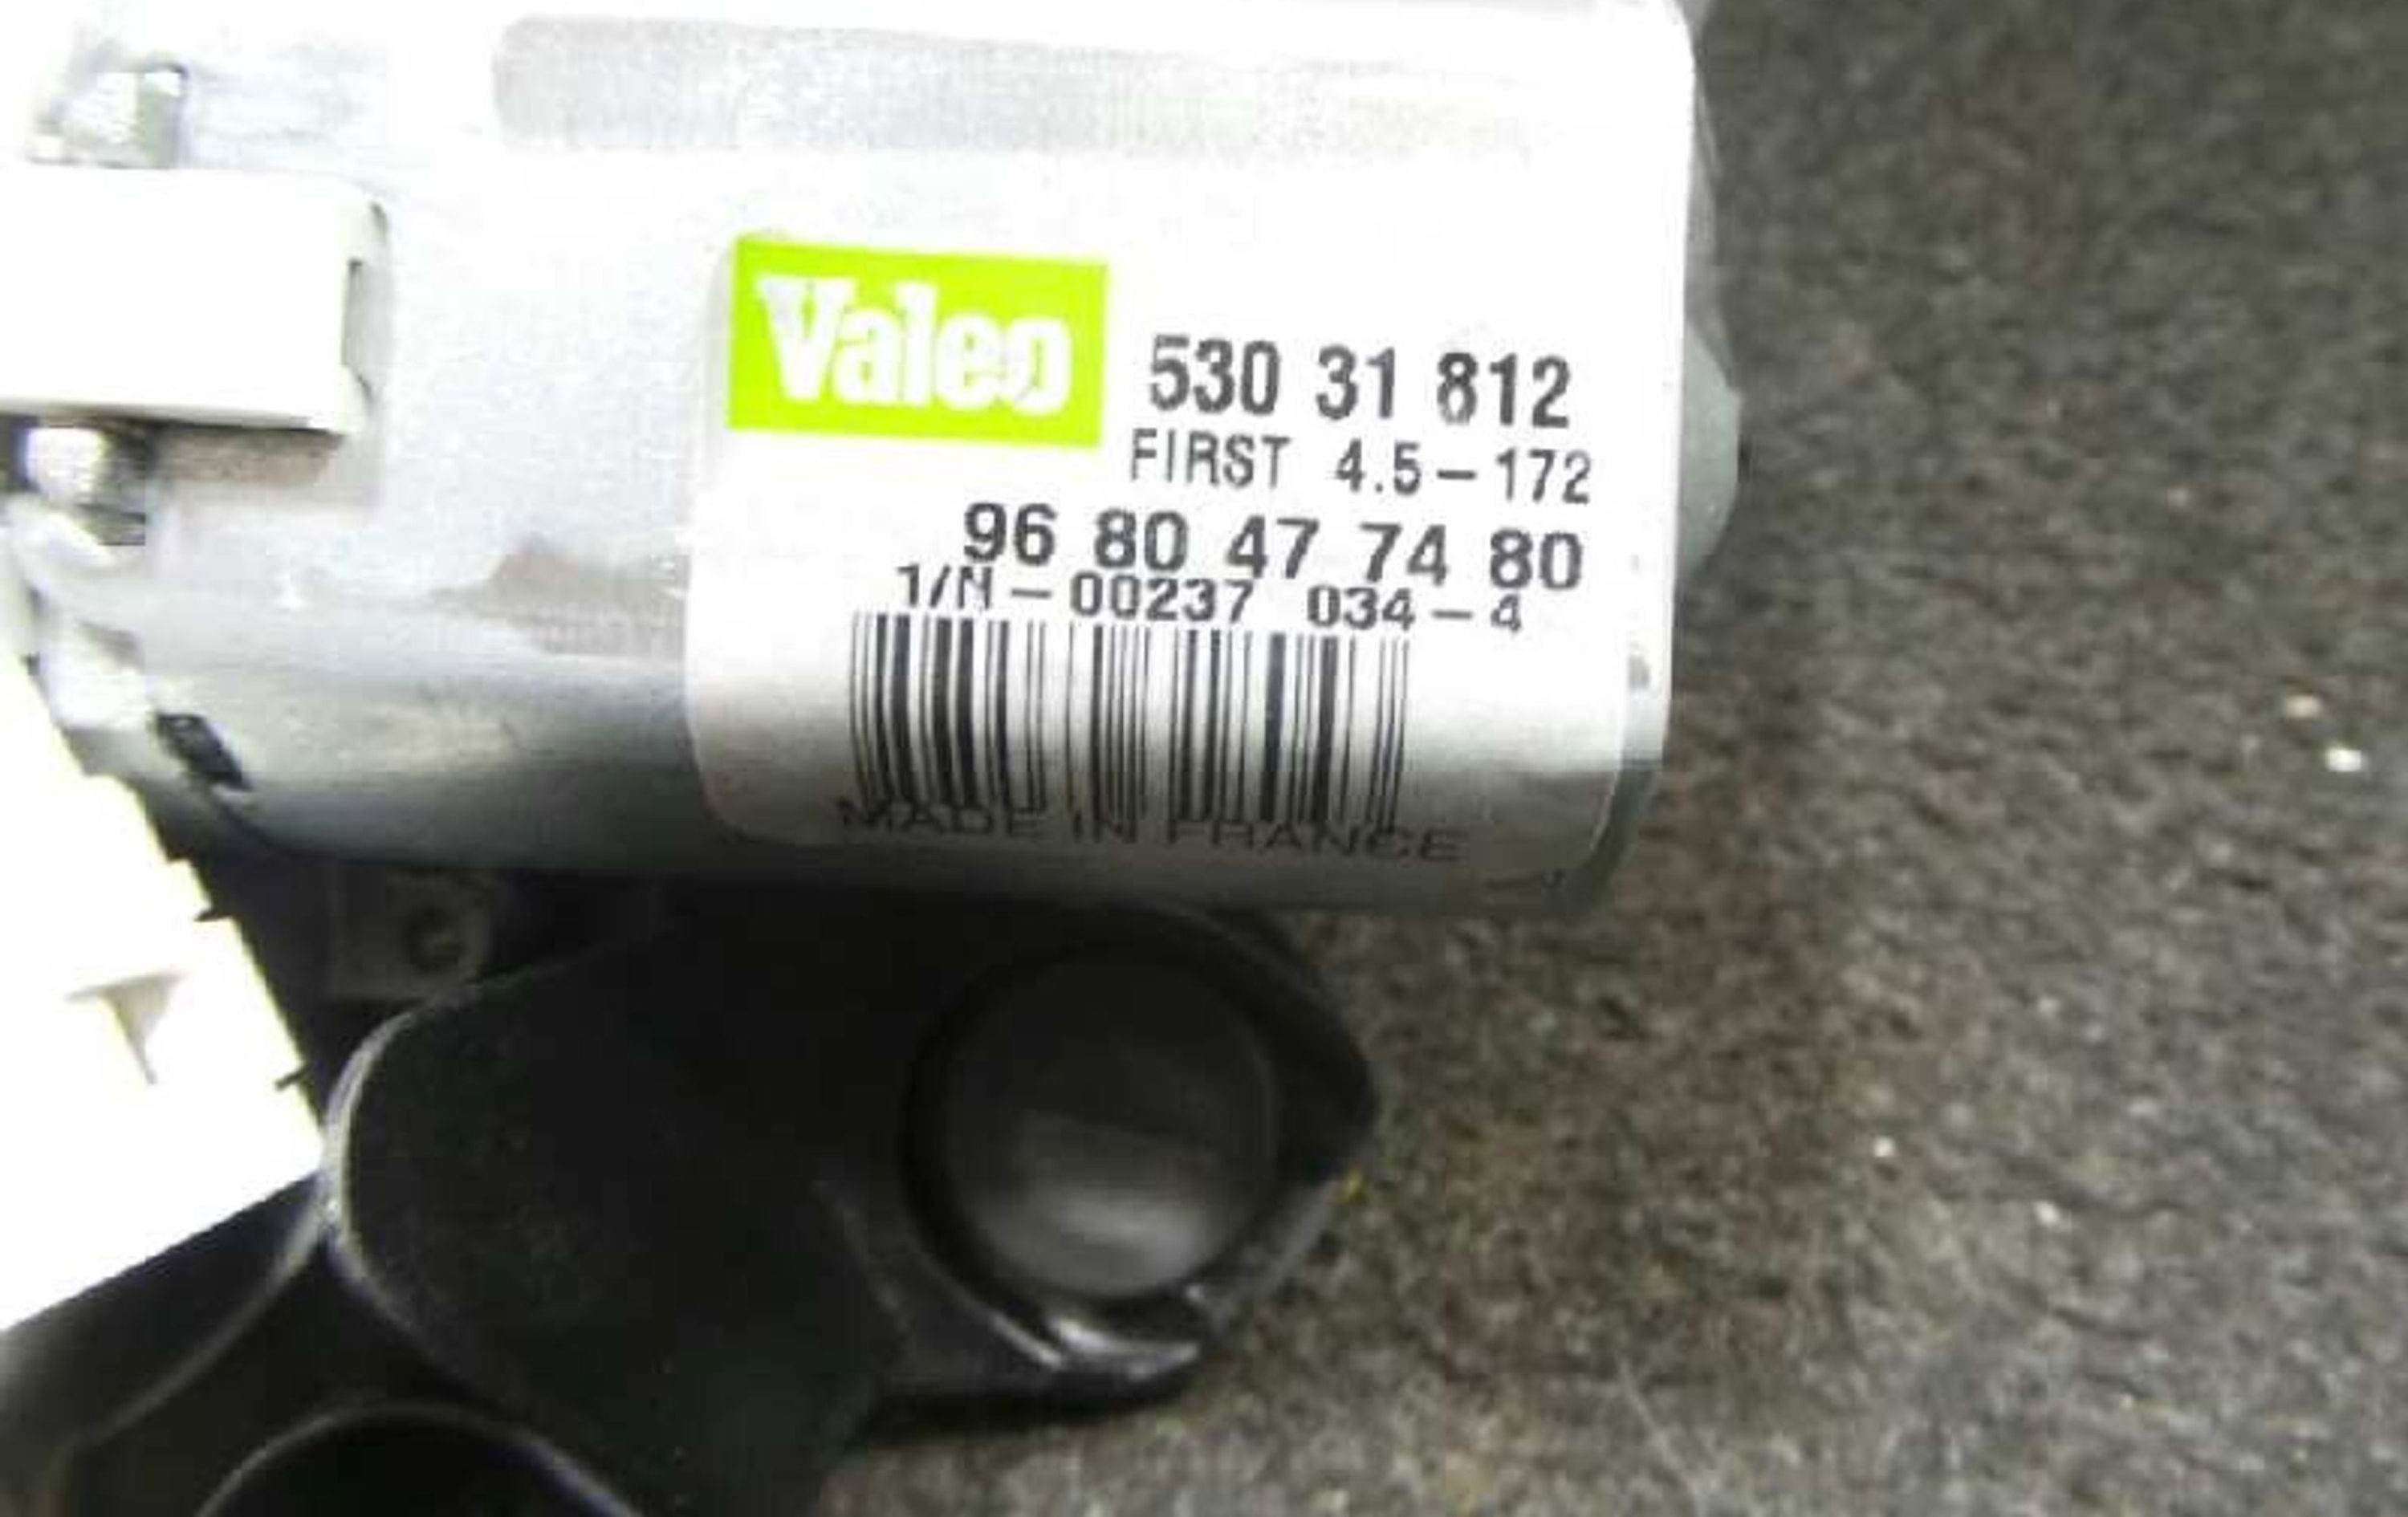 Valeo
530 31 812
FIRST 4.5-172
96 80 47 74 80
1/N-00237 034-4
MADE IN FRANCE